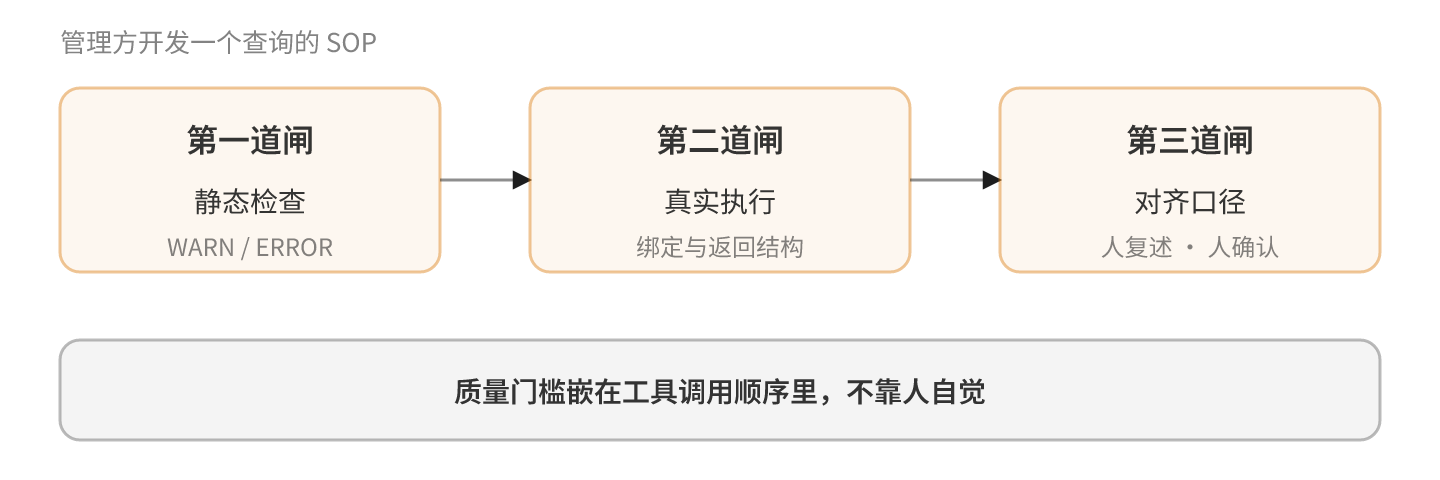 管理方开发一个查询的 SOP
第一道闸
静态检查
WARN / ERROR
第二道闸
真实执行
绑定与返回结构
第三道闸
对齐口径
人复述 · 人确认
质量门槛嵌在工具调用顺序里，不靠人自觉